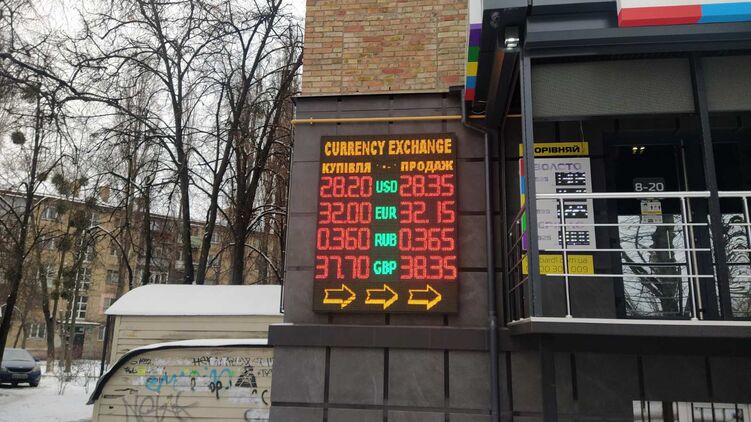 CURRENCY EXCHANGE
КУПІВЛЯ ПРОДАЖ
28.20 USD 28.35
32.00 EUR 32.15
0.360 RUB 0.365
37.70 GBP 38.35
ОРІВНЯЙ
8-20